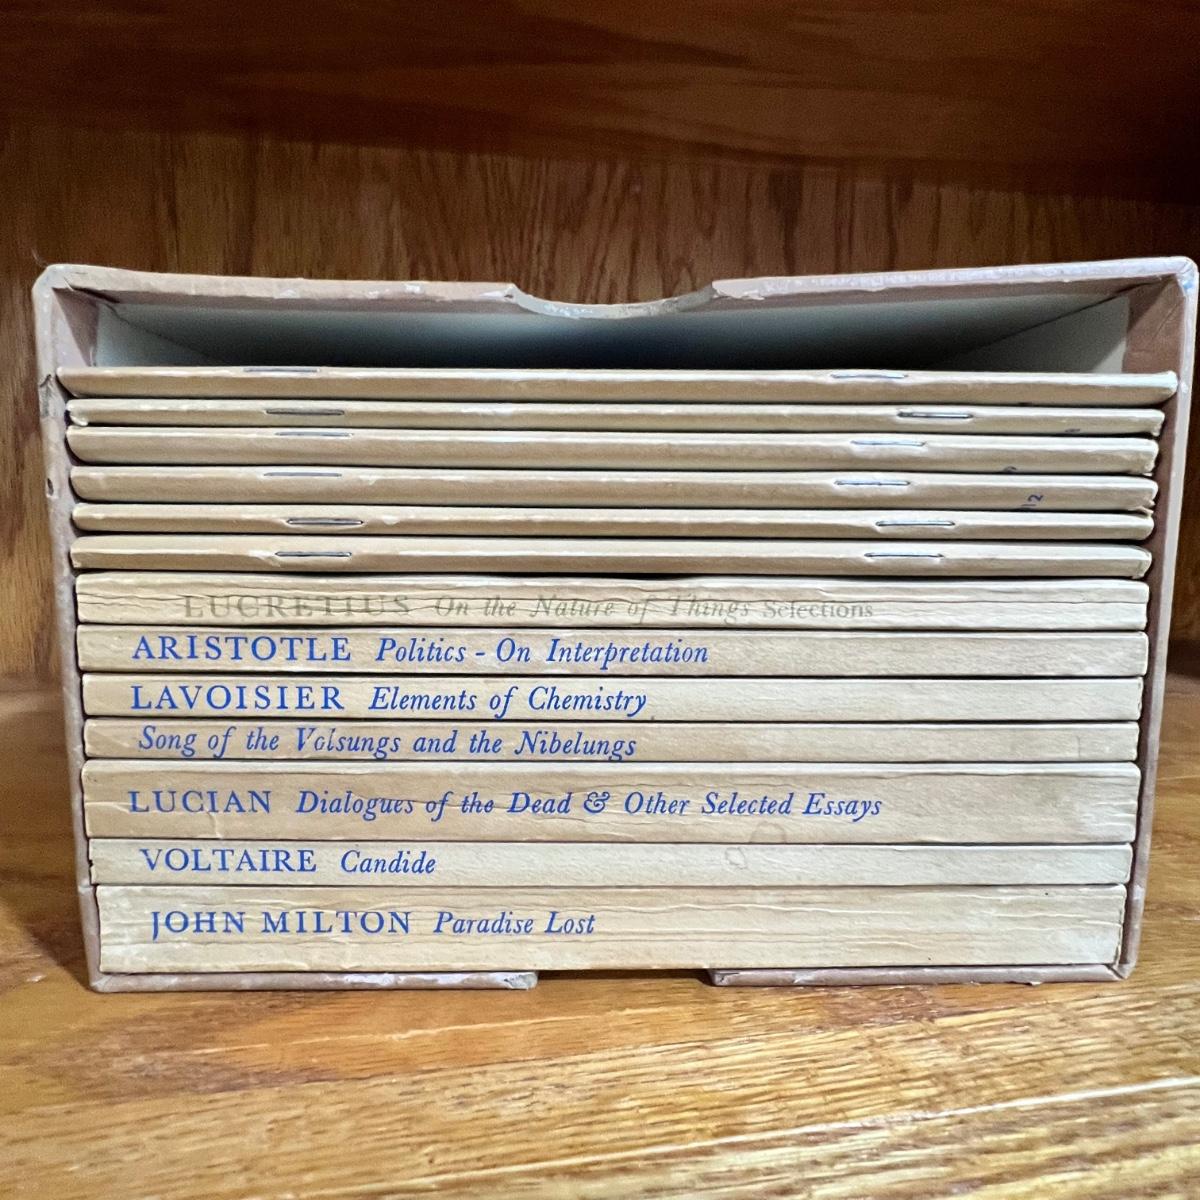 12
LUCRETIUS On the Nature of Things Selections
ARISTOTLE Politics - On Interpretation
LAVOISIER Elements of Chemistry
Song of the Volsungs and the Nibelungs
LUCIAN Dialogues of the Dead & Other Selected Essays
VOLTAIRE Candide
JOHN MILTON Paradise Lost